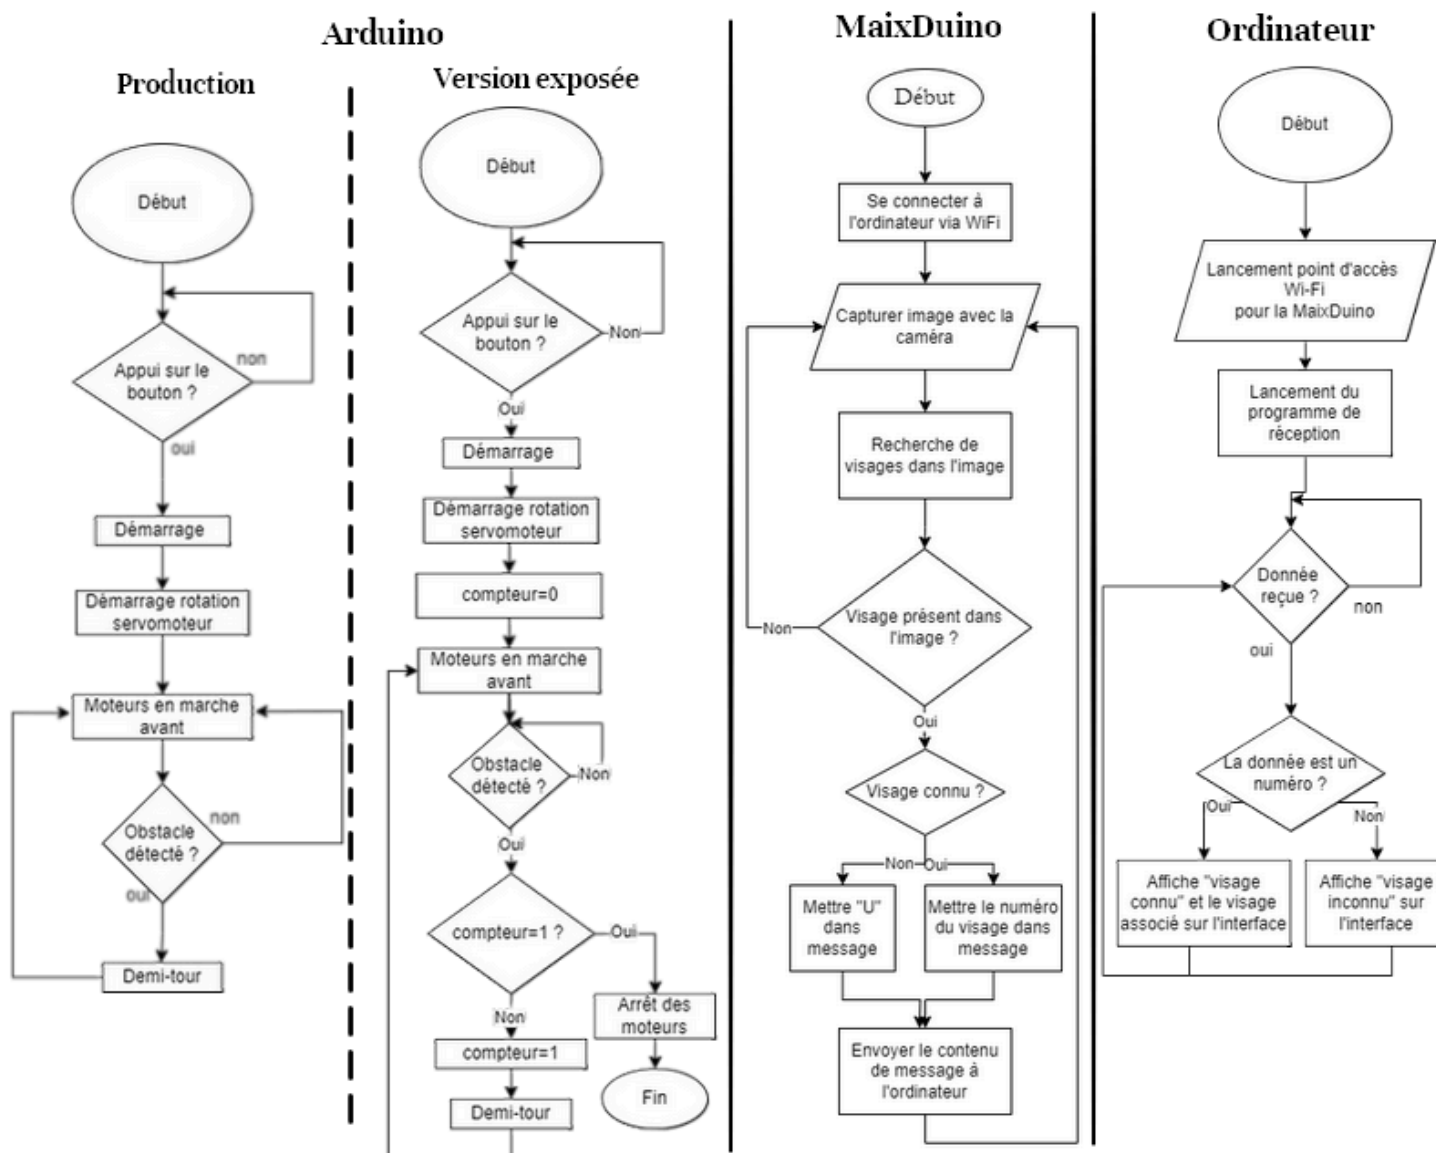 Arduino
Production
Début
Appui sur le
bouton ?
non
oui
Démarrage
Démarrage rotation
servomoteur
Moteurs en marche
avant
Obstacle
détecté ?
non
oui
Demi-tour
Version exposée
Début
Appui sur le
bouton ?
Non
Oui
Démarrage
Démarrage rotation
servomoteur
compteur=0
Moteurs en marche
avant
Obstacle
détecté ?
Non
Oui
compteur=1 ?
Oui
Non
Arrêt des
moteurs
compteur=1
Fin
Demi-tour
MaixDuino
Début
Se connecter à
l'ordinateur via WiFi
Capturer image avec la
caméra
Recherche de
visages dans l'image
Visage présent dans
l'image ?
Non
Oui
Visage connu ?
Non
Oui
Mettre "U"
dans
message
Mettre le numéro
du visage dans
message
Envoyer le contenu
de message à
l'ordinateur
Ordinateur
Début
Lancement point d'accès
Wi-Fi
pour la MaixDuino
Lancement du
programme de
réception
Donnée
reçue ?
non
oui
La donnée est un
numéro ?
Oui
Non
Affiche "visage
connu" et le visage
associé sur l'interface
Affiche "visage
inconnu" sur
l'interface